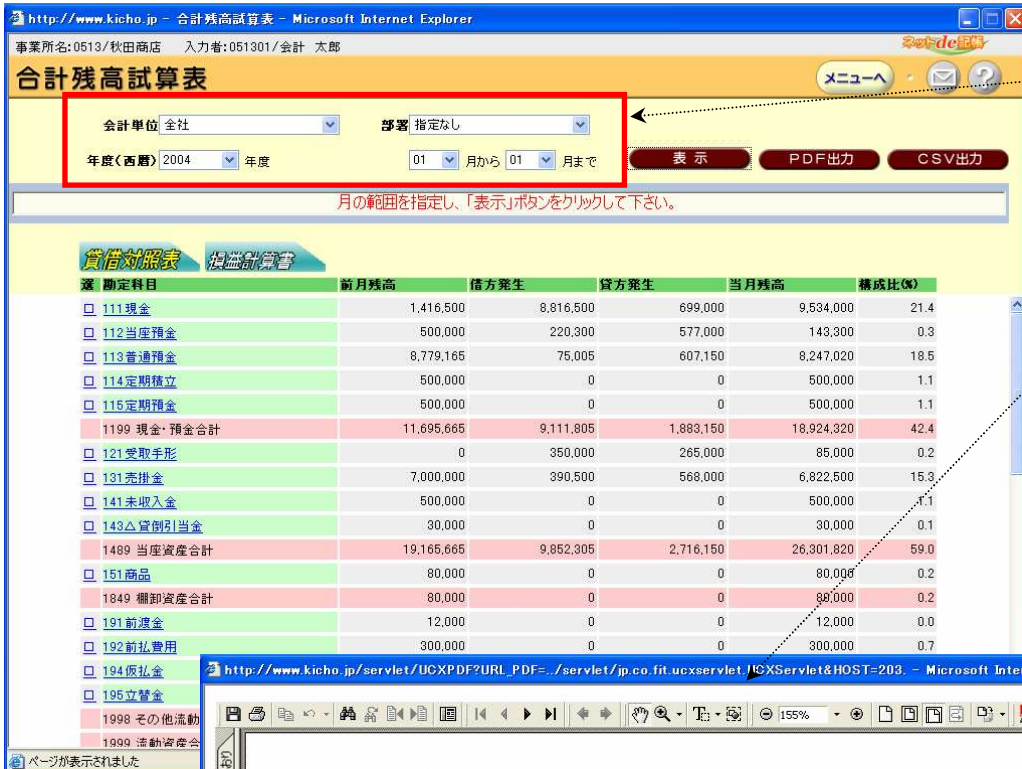 http://www.kicho.jp - 合計残高試算表 - Microsoft Internet Explorer
事業所名:0513/秋田商店 入力者:051301/会計 太郎 ネットde記帳
合計残高試算表 メニューへ
会計単位 全社 部署 指定なし
年度(西暦) 2004 年度 01 月から 01 月まで 表示 PDF出力 CSV出力
月の範囲を指定し、「表示」ボタンをクリックして下さい。
貸借対照表 損益計算書
選 勘定科目 前月残高 借方発生 貸方発生 当月残高 構成比(%)
111現金 1,416,500 8,816,500 699,000 9,534,000 21.4
112当座預金 500,000 220,300 577,000 143,300 0.3
113普通預金 8,779,165 75,005 607,150 8,247,020 18.5
114定期積立 500,000 0 0 500,000 1.1
115定期預金 500,000 0 0 500,000 1.1
1199 現金・預金合計 11,695,665 9,111,805 1,883,150 18,924,320 42.4
121受取手形 0 350,000 265,000 85,000 0.2
131売掛金 7,000,000 390,500 568,000 6,822,500 15.3
141未収入金 500,000 0 0 500,000 1.1
143△貸倒引当金 30,000 0 0 30,000 0.1
1489 当座資産合計 19,165,665 9,852,305 2,716,150 26,301,820 59.0
151商品 80,000 0 0 80,000 0.2
1849 棚卸資産合計 80,000 0 0 80,000 0.2
191前渡金 12,000 0 0 12,000 0.0
192前払費用 300,000 0 0 300,000 0.7
194仮払金
195立替金
1998 その他流動
1999 流動資産合
http://www.kicho.jp/servlet/UCXPDF?URL_PDF=../servlet/jp.co.fit.ucxservlet.UCXServlet&HOST=203. - Microsoft Inte
155%
ページが表示されました